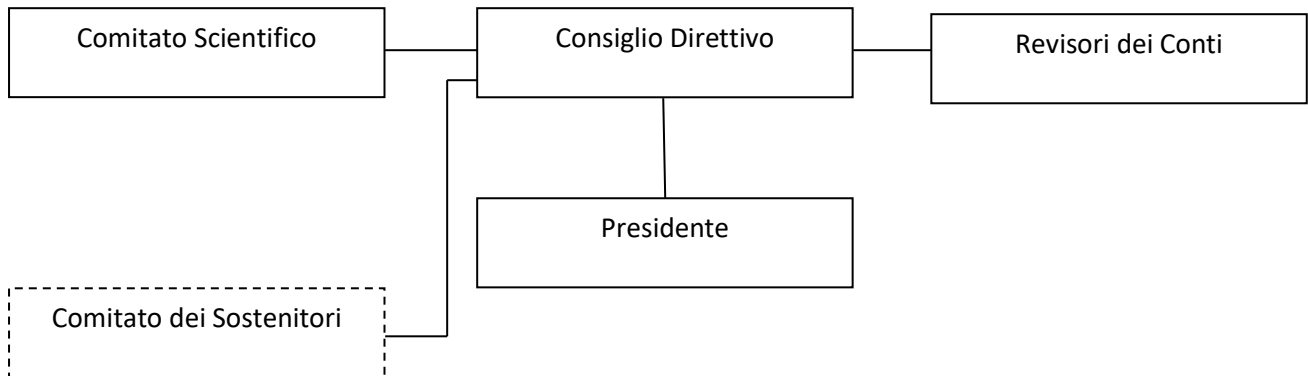 Comitato Scientifico
Consiglio Direttivo
Revisori dei Conti
Presidente
Comitato dei Sostenitori